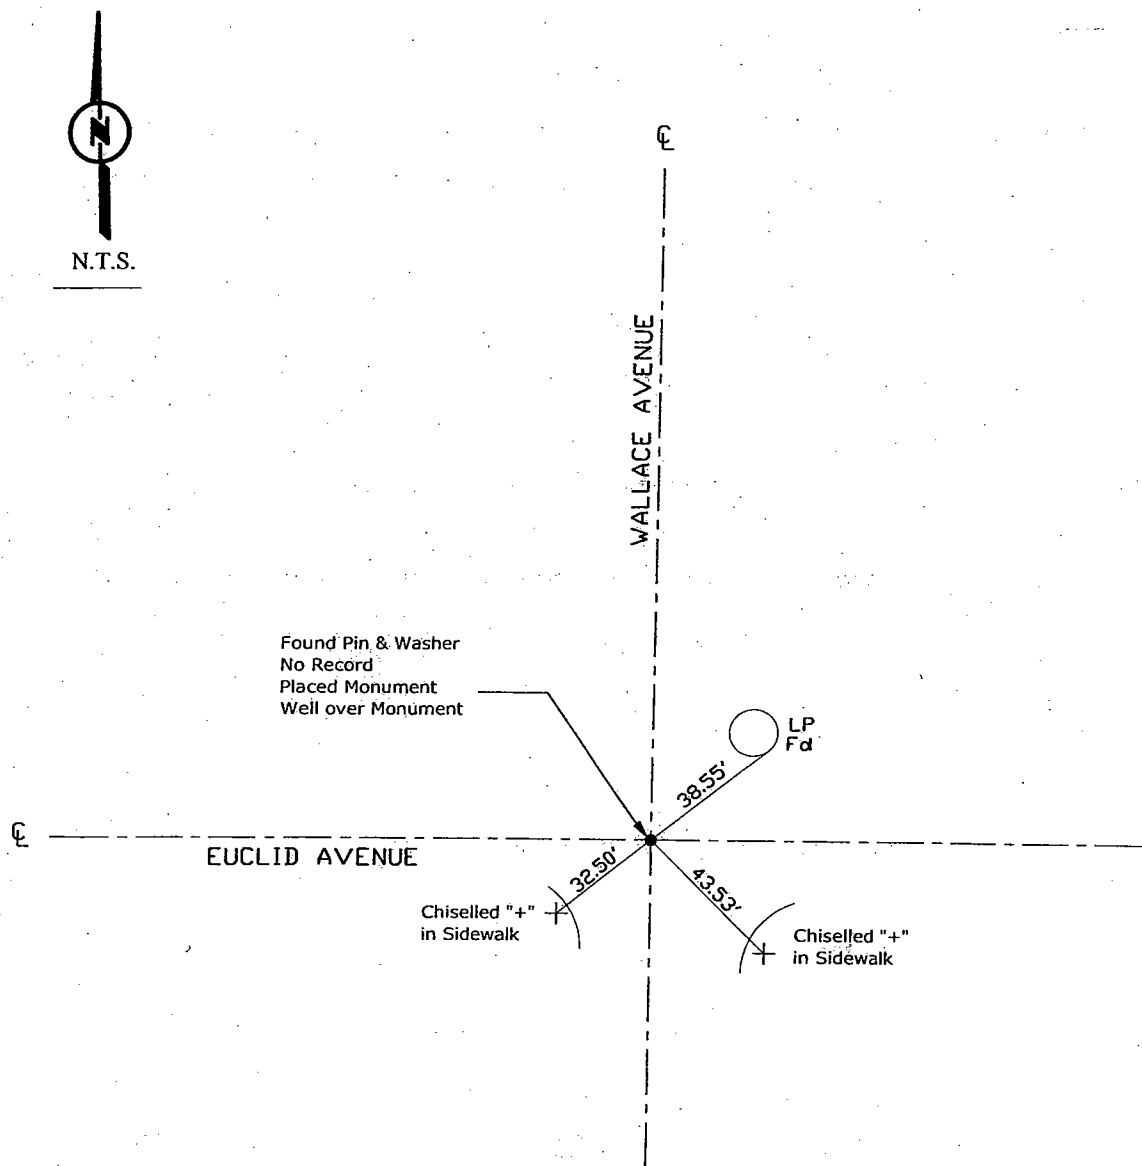 N
N.T.S.
℄
WALLACE AVENUE
Found Pin & Washer
No Record
Placed Monument
Well over Monument
LP
Fd
38.55'
℄
EUCLID AVENUE
32.50'
43.53'
Chiselled "+"
in Sidewalk
Chiselled "+"
in Sidewalk